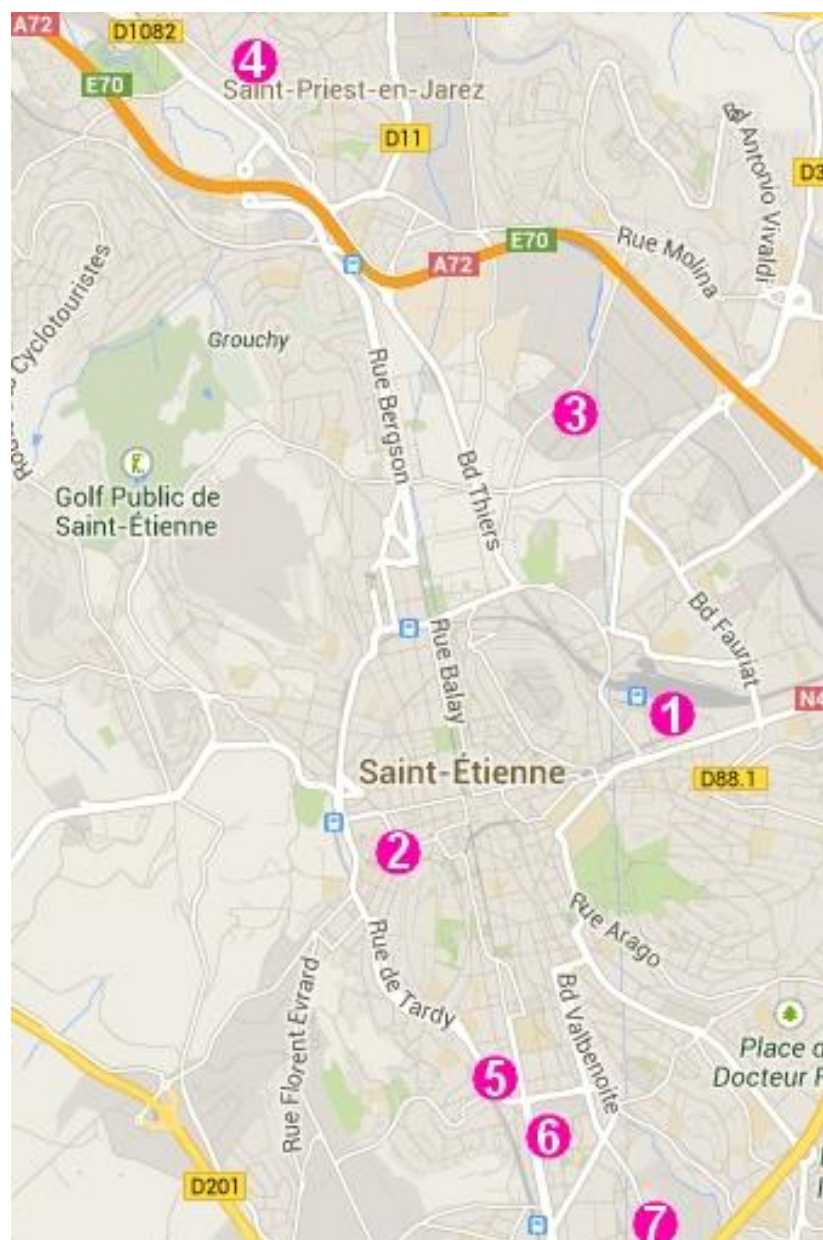 A72
D1082
4
Saint-Priest-en-Jarez
E70
D11
Bd Antonio Vivaldi
E70
Rue Molina
A72
Cyclotouristes
Grouchy
Rue Bergson
3
Bd Thiers
Golf Public de
Saint-Étienne
Bd Fauriat
Rue Balay
1
Saint-Étienne
D88.1
2
Rue Arago
Rue de Tardy
Rue Florent Evrard
Bd Valbenoite
Place d
Docteur F
5
6
D201
7